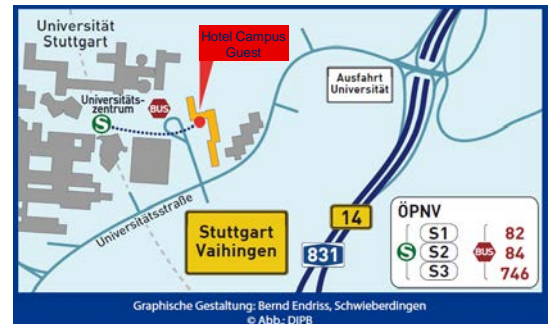 Universität
Stuttgart
Hotel Campus
Guest
Ausfahrt
Universität
Universitäts-
zentrum
BUS
S
Universitätsstraße
Stuttgart
Vaihingen
14
831
ÖPNV
S
S1
S2
S3
BUS
82
84
746
Graphische Gestaltung: Bernd Endriss, Schwieberdingen
© Abb.: DIPB